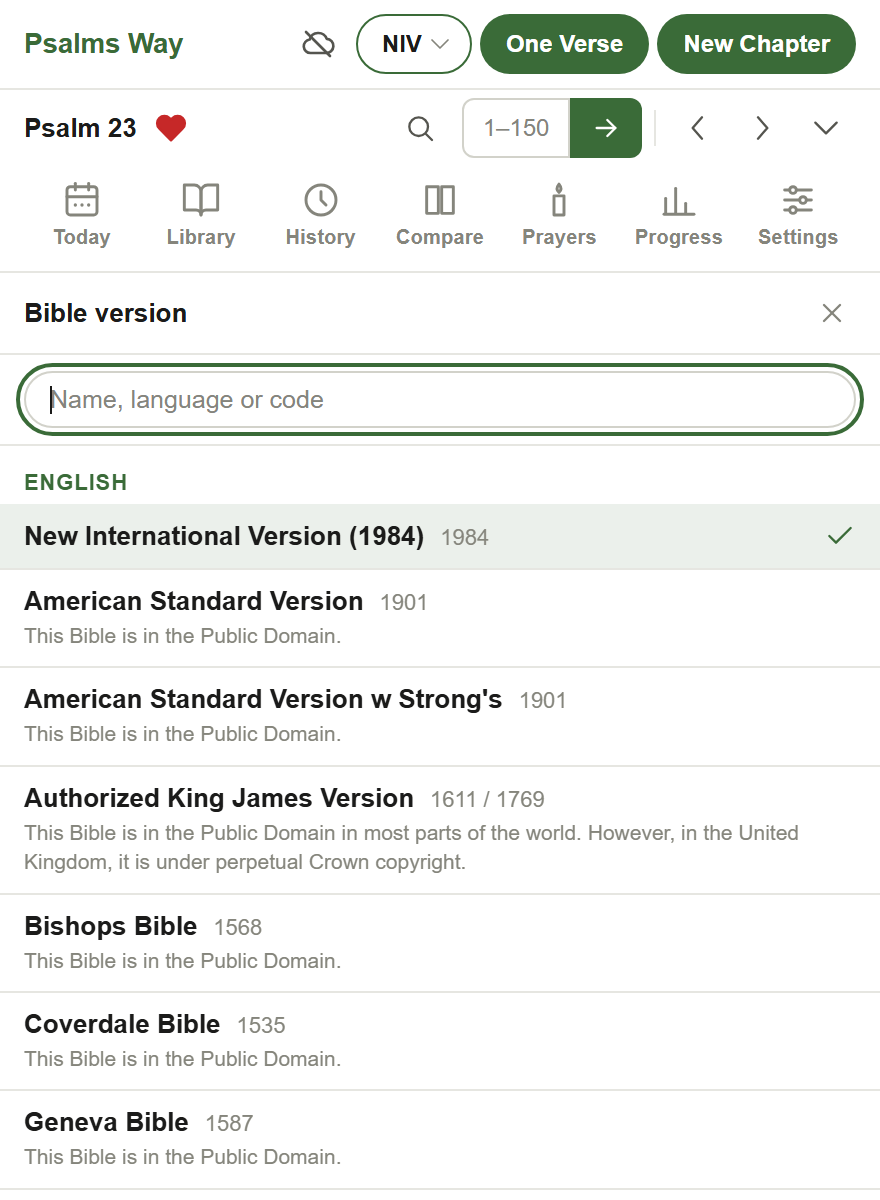 Psalms Way
NIV
One Verse
New Chapter
Psalm 23
1–150
Today
Library
History
Compare
Prayers
Progress
Settings
Bible version
Name, language or code
ENGLISH
New International Version (1984) 1984
American Standard Version 1901
This Bible is in the Public Domain.
American Standard Version w Strong's 1901
This Bible is in the Public Domain.
Authorized King James Version 1611 / 1769
This Bible is in the Public Domain in most parts of the world. However, in the United
Kingdom, it is under perpetual Crown copyright.
Bishops Bible 1568
This Bible is in the Public Domain.
Coverdale Bible 1535
This Bible is in the Public Domain.
Geneva Bible 1587
This Bible is in the Public Domain.